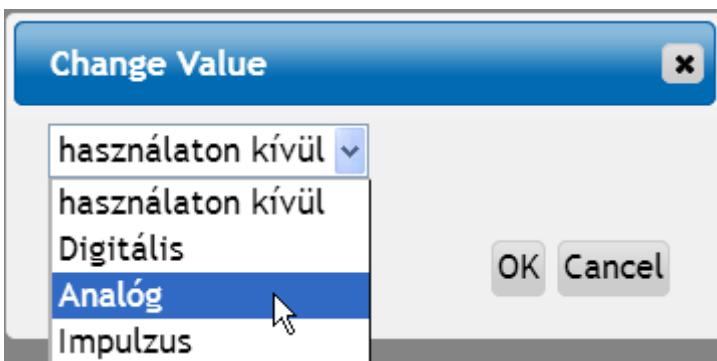 Change Value
használaton kívül
használaton kívül
Digitális
Analóg
Impulzus
OK Cancel